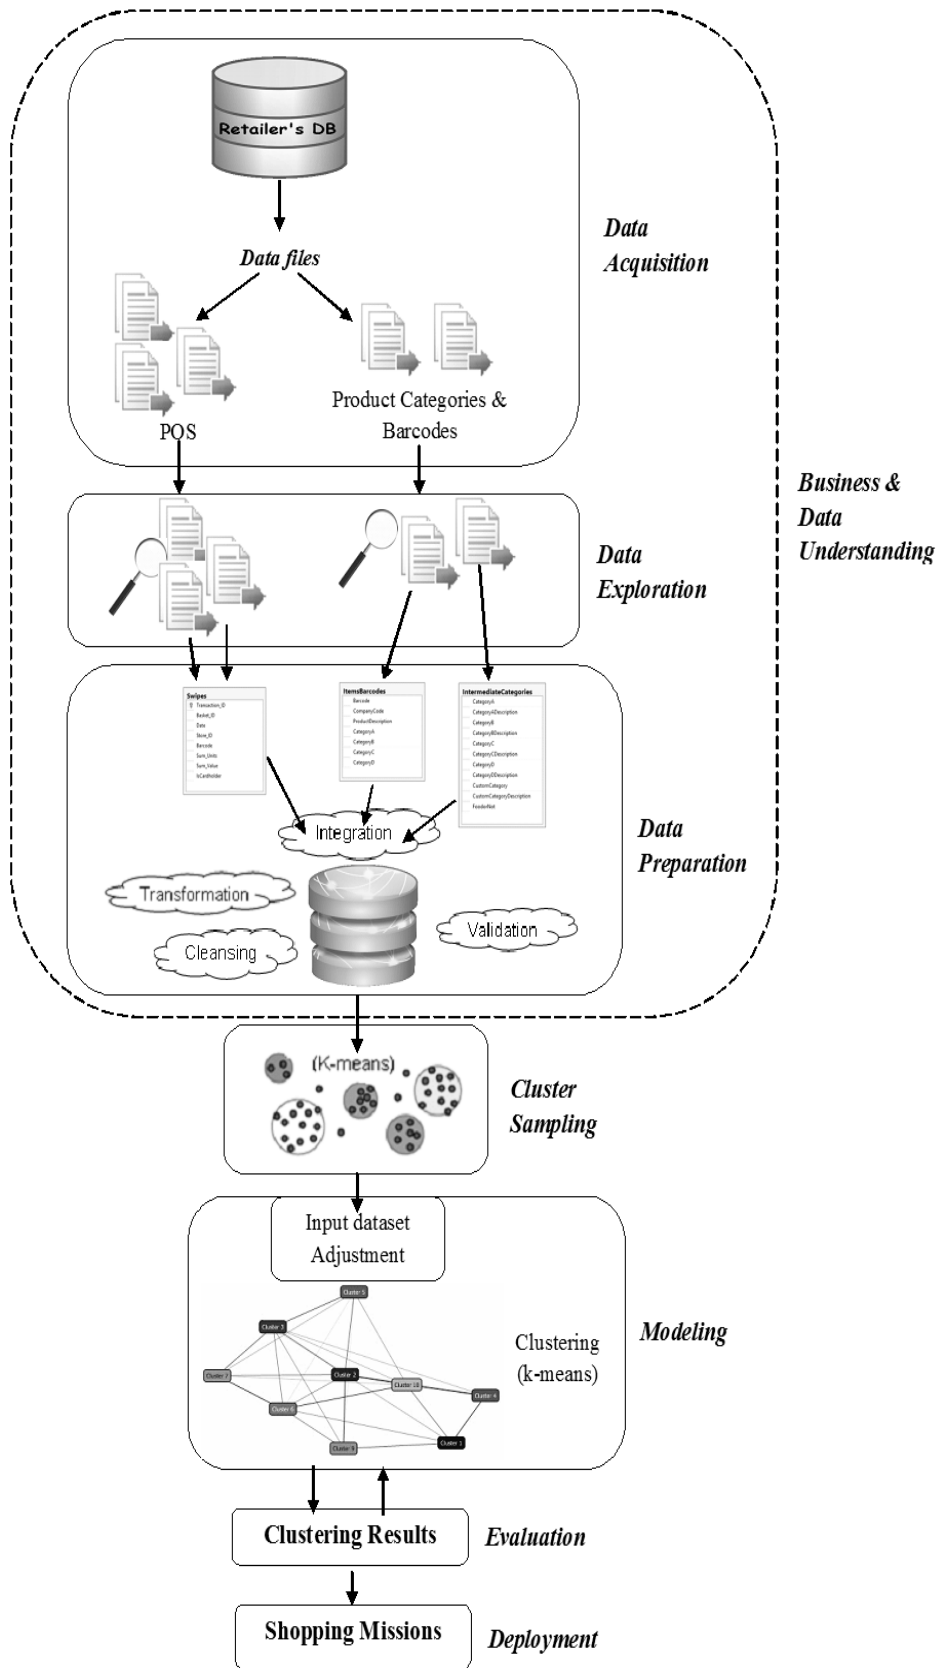 Retailer's DB
Data files
Data
Acquisition
POS
Product Categories &
Barcodes
Business &
Data
Understanding
Data
Exploration
Swipes
Transaction_ID
Basket_ID
Date
Store_ID
Barcode
Sum_Units
Sum_Value
IsCardholder
ItemsBarcodes
Barcode
CompanyCode
ProductDescription
CategoryA
CategoryB
CategoryC
CategoryD
IntermediateCategories
CategoryA
CategoryADescription
CategoryB
CategoryBDescription
CategoryC
CategoryCDescription
CategoryD
CategoryDDescription
CustomCategory
CustomCategoryDescription
FoodorNot
Integration
Data
Preparation
Transformation
Cleansing
Validation
(K-means)
Cluster
Sampling
Input dataset
Adjustment
Cluster 5
Cluster 3
Cluster 7
Cluster 2
Cluster 10
Cluster 4
Cluster 6
Cluster 9
Cluster 1
Clustering
(k-means)
Modeling
Clustering Results
Evaluation
Shopping Missions
Deployment